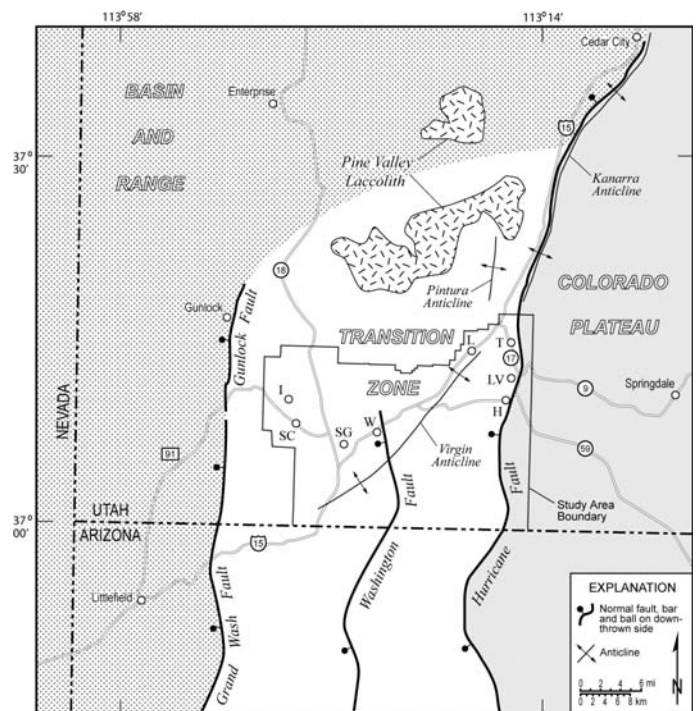 113° 58'
113° 14'
Cedar City
BASIN
AND
RANGE
Enterprise
15
37°
30'
Pine Valley
Laccolith
Kanarra
Anticline
18
COLORADO
PLATEAU
Pintura
Anticline
Gunlock
Gunlock Fault
TRANSITION
ZONE
L
T
17
LV
I
9
Springdale
H
SC
SG
W
NEVADA
Virgin
Anticline
59
91
Fault
Fault
Study Area
Boundary
37°
00'
UTAH
ARIZONA
15
Washington
Hurricane
Littlefield
Grand Wash Fault
EXPLANATION
Normal fault, bar
and ball on down-
thrown side
Anticline
0 2 4 6 mi
0 2 4 6 8 km
N